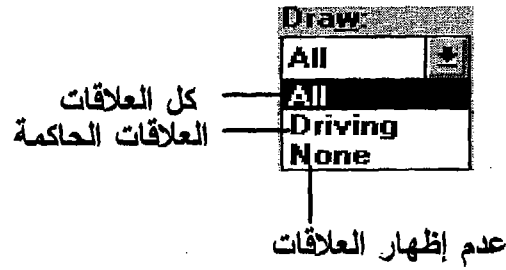 Draw:
All
All
كل العلاقات
Driving
العلاقات الحاكمة
None
عدم إظهار العلاقات